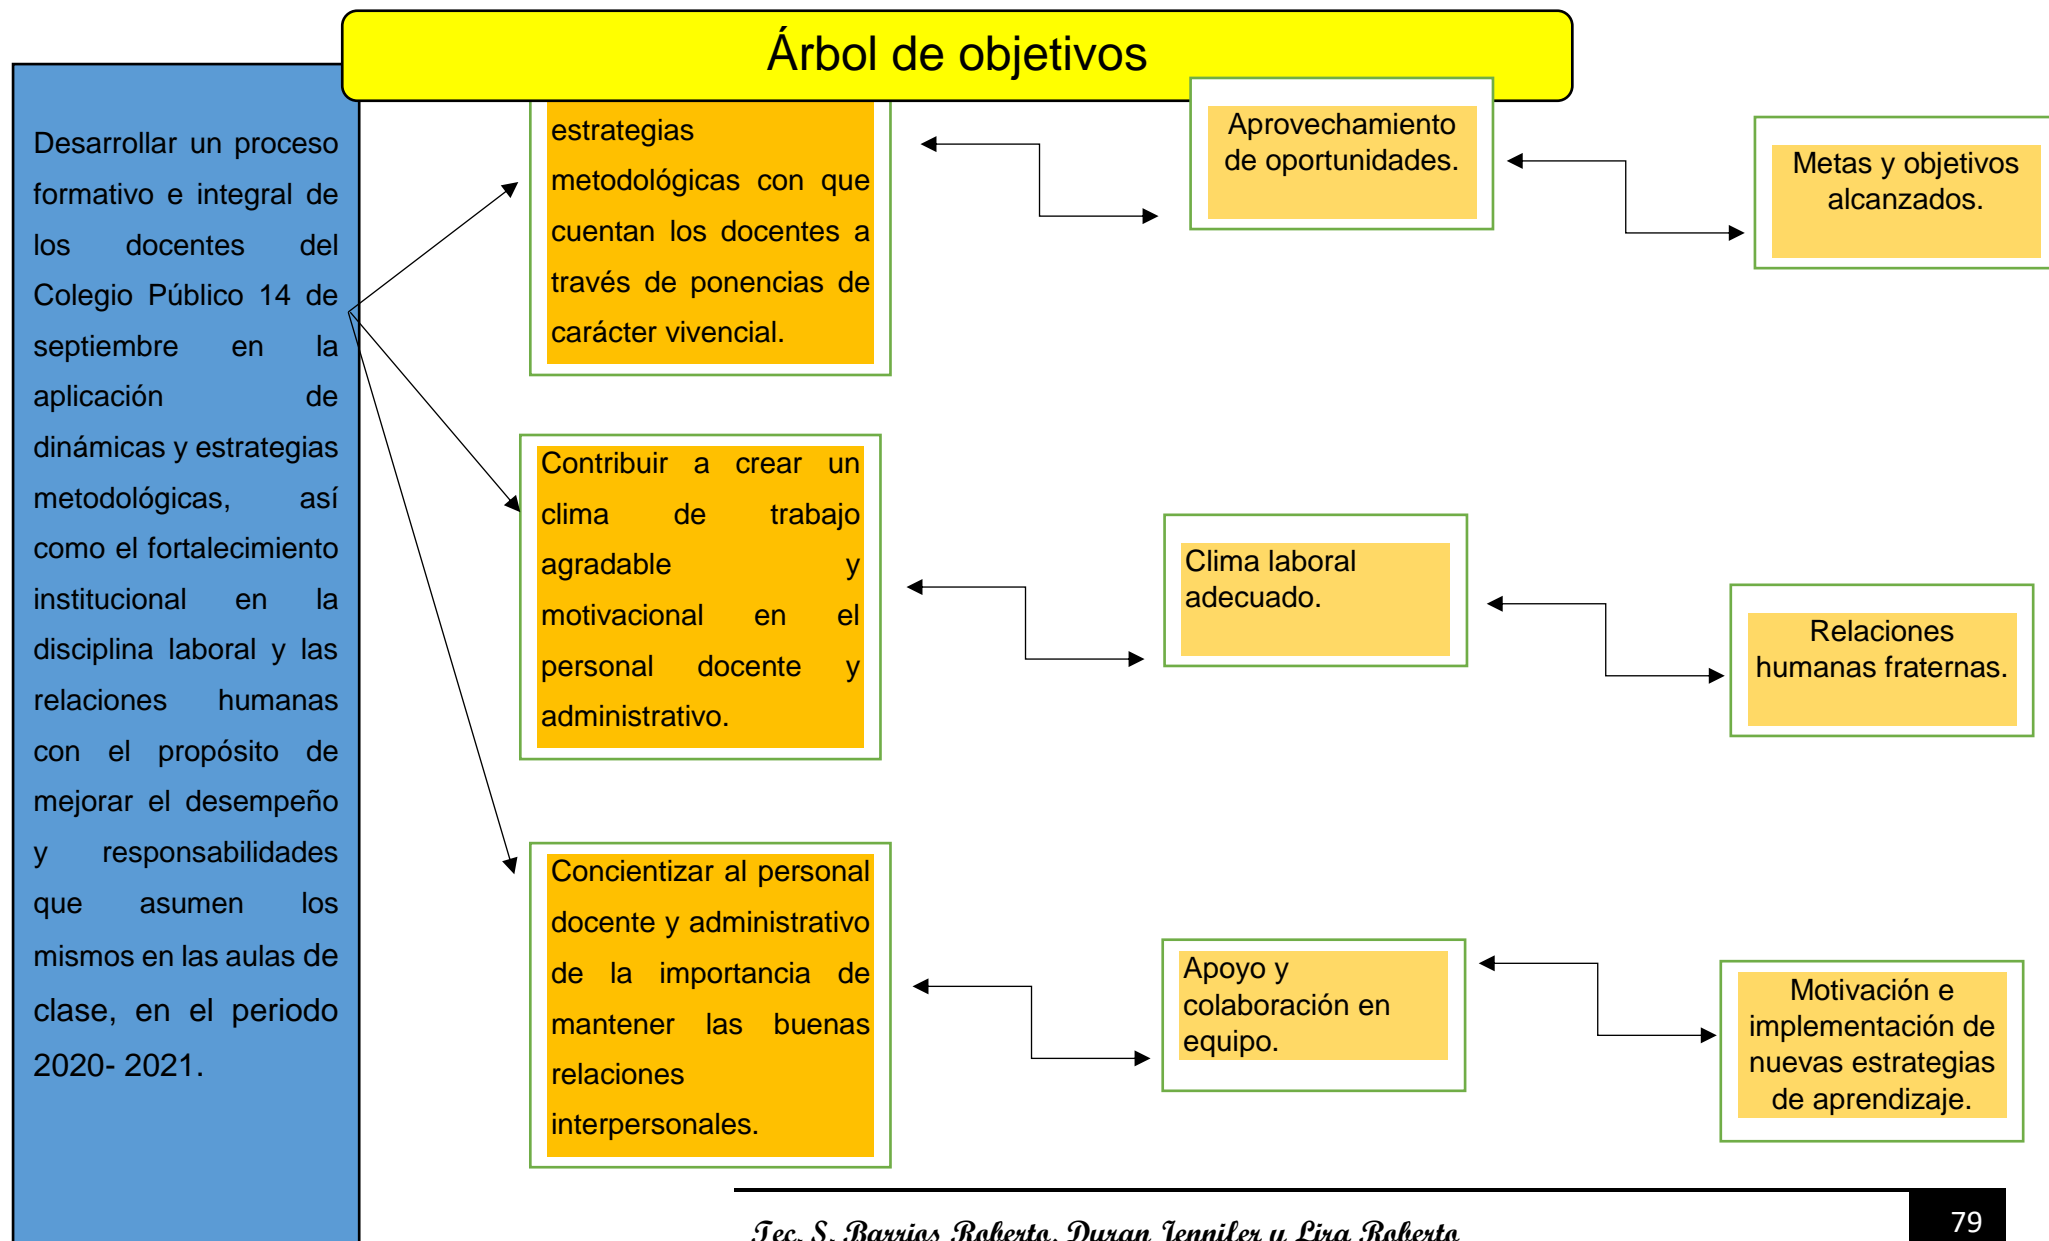 Árbol de objetivos
Desarrollar un proceso
formativo e integral de
los docentes del
Colegio Público 14 de
septiembre en la
aplicación de
dinámicas y estrategias
metodológicas, así
como el fortalecimiento
institucional en la
disciplina laboral y las
relaciones humanas
con el propósito de
mejorar el desempeño
y responsabilidades
que asumen los
mismos en las aulas de
clase, en el periodo
2020- 2021.
estrategias
metodológicas con que
cuentan los docentes a
través de ponencias de
carácter vivencial.
Aprovechamiento
de oportunidades.
Metas y objetivos
alcanzados.
Contribuir a crear un
clima de trabajo
agradable y
motivacional en el
personal docente y
administrativo.
Clima laboral
adecuado.
Relaciones
humanas fraternas.
Concientizar al personal
docente y administrativo
de la importancia de
mantener las buenas
relaciones
interpersonales.
Apoyo y
colaboración en
equipo.
Motivación e
implementación de
nuevas estrategias
de aprendizaje.
Tec. S. Barrios Roberto, Duran Jennifer y Lira Roberto
79